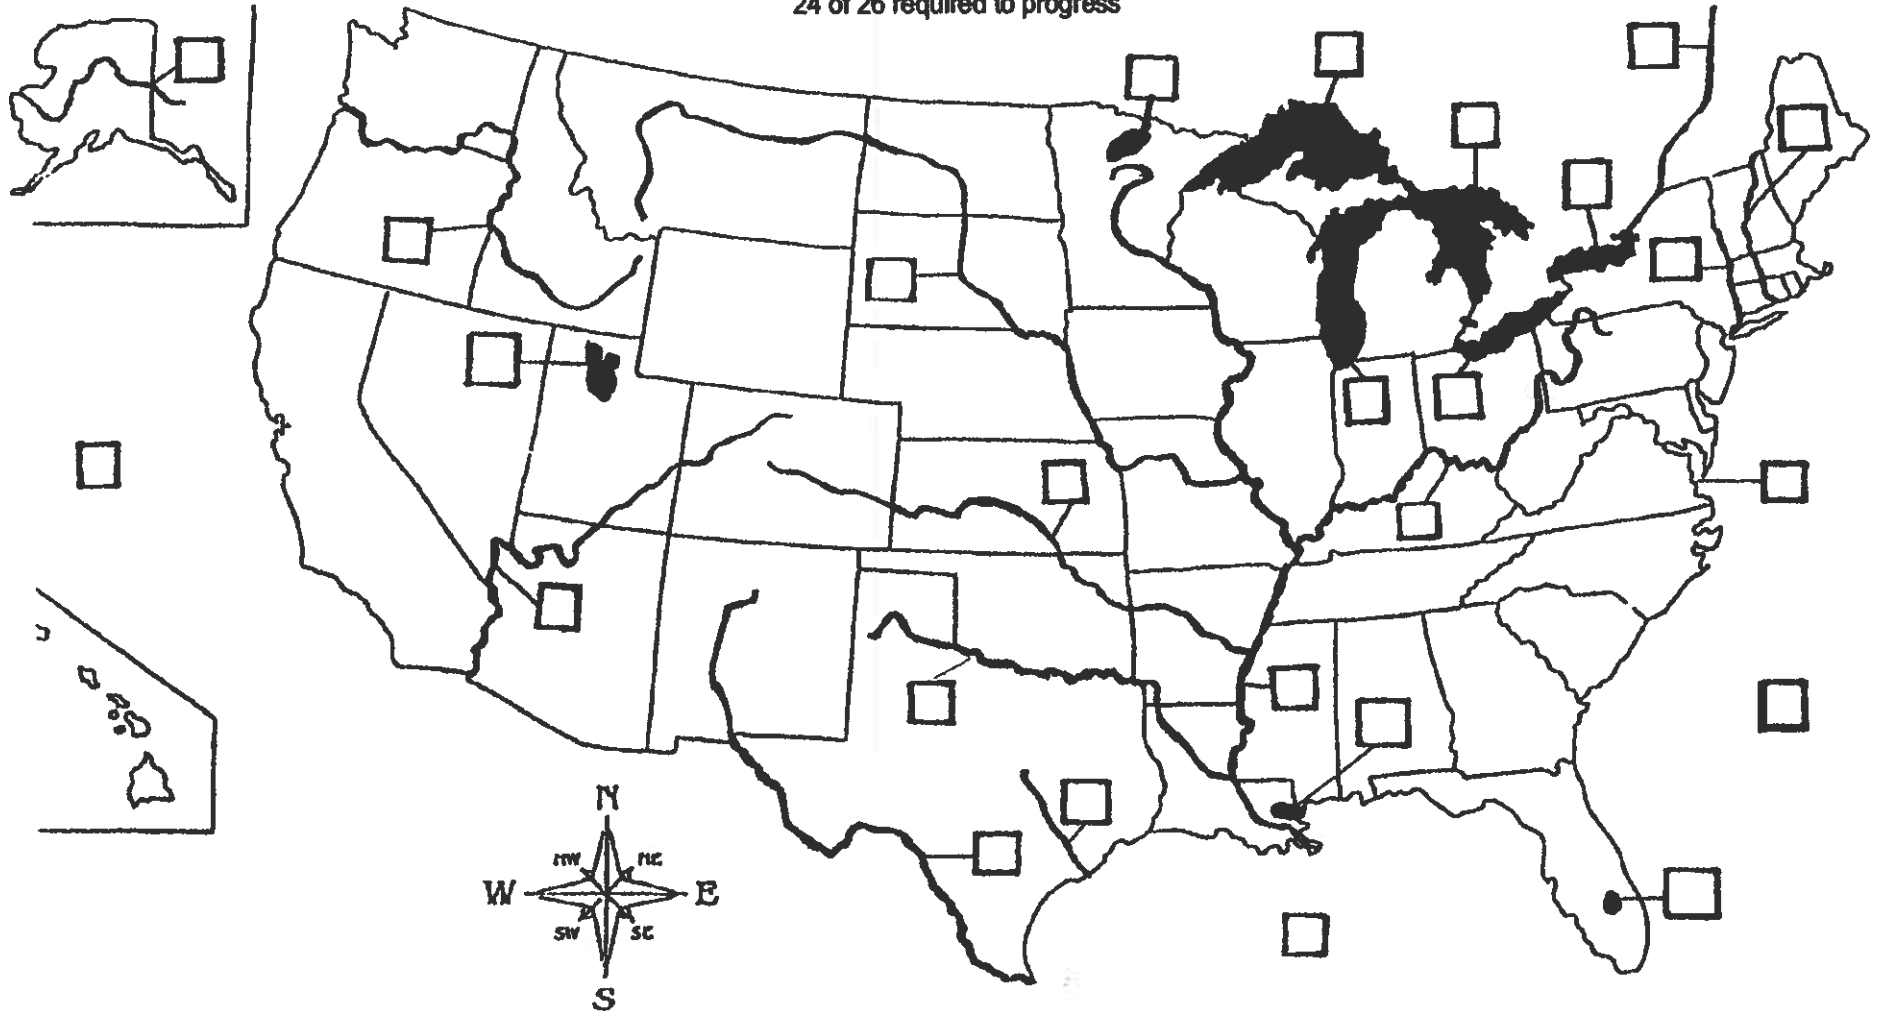 24 of 26 required to progress
N
NW NE
W E
SW SE
S